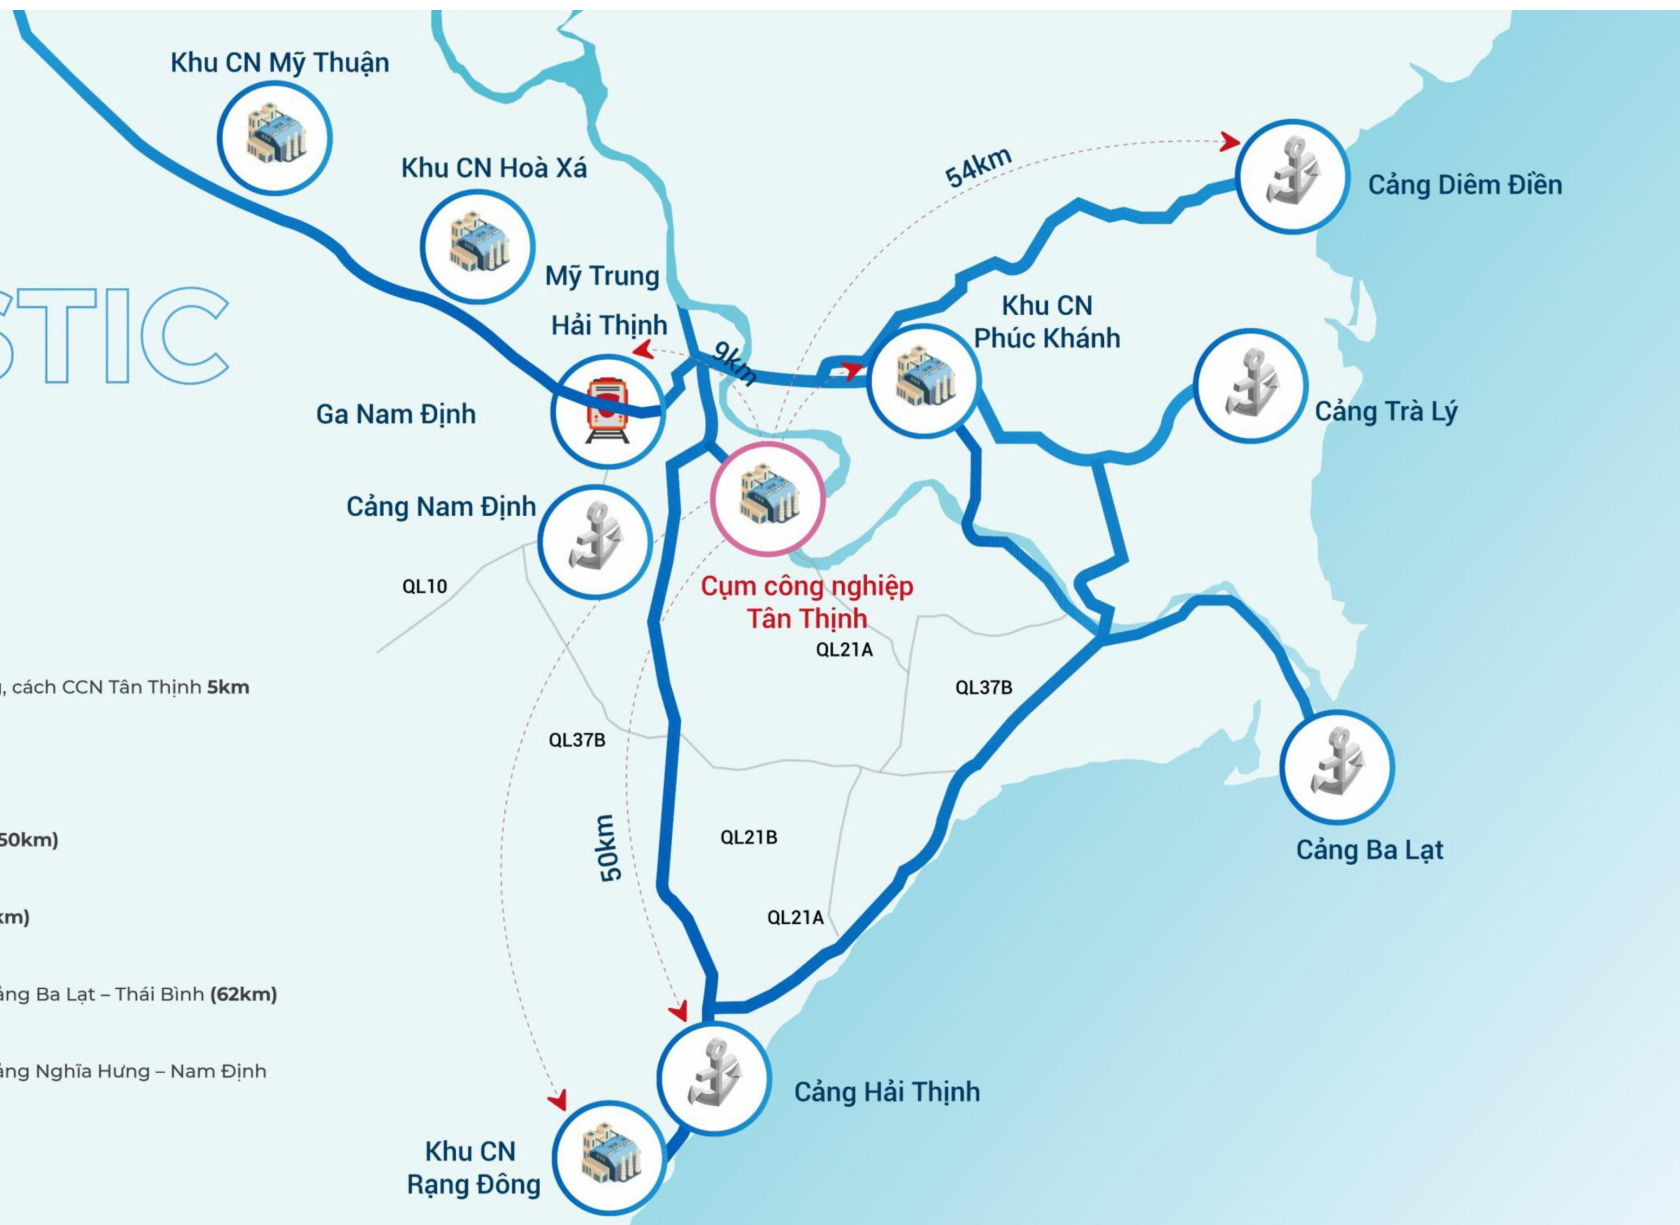 Khu CN Mỹ Thuận
Khu CN Hoà Xá
54km
Cảng Diêm Điền
Mỹ Trung
Hải Thịnh
STIC
9km
Khu CN
Phúc Khánh
Ga Nam Định
Cảng Trà Lý
Cảng Nam Định
QL10
Cụm công nghiệp
Tân Thịnh
QL21A
QL37B
, cách CCN Tân Thịnh 5km
QL37B
50km)
50km
QL21B
Cảng Ba Lạt
km)
QL21A
ảng Ba Lạt – Thái Bình (62km)
ảng Nghĩa Hưng – Nam Định
Cảng Hải Thịnh
Khu CN
Rạng Đông